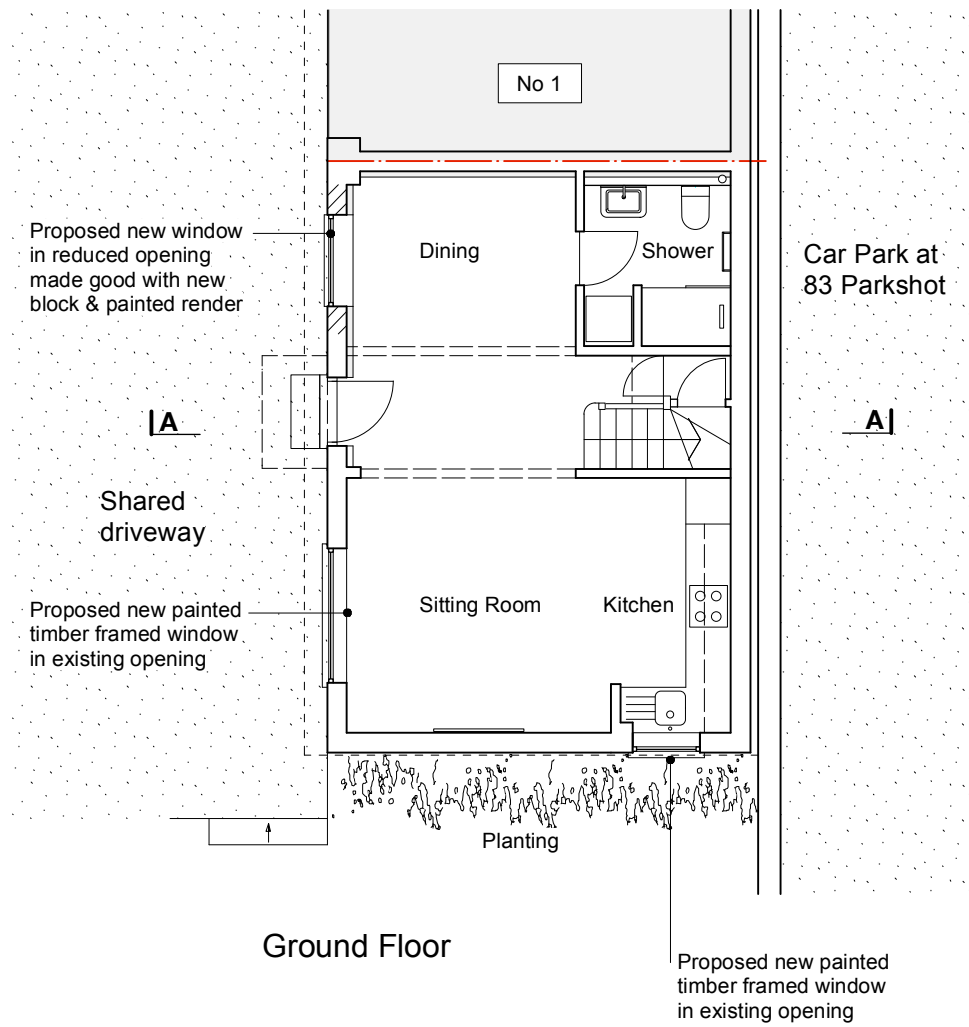 No 1
Proposed new window
in reduced opening
made good with new
block & painted render
Dining
Shower
Car Park at
83 Parkshot
A
A
Shared
driveway
Proposed new painted
timber framed window
in existing opening
Sitting Room
Kitchen
Planting
Ground Floor
Proposed new painted
timber framed window
in existing opening